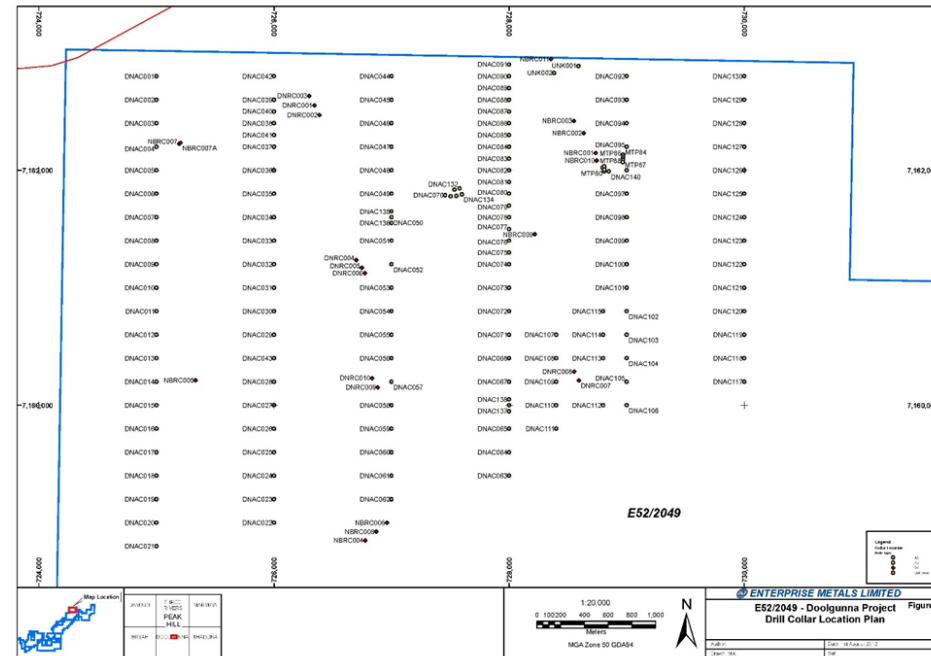 724,000
726,000
728,000
730,000
DNAC091
NBRC011
UNK001
DNAC001
DNAC042
DNAC044
DNAC090
UNK002
DNAC092
DNAC130
DNAC089
DNAC002
DNAC039
NBRC003
DNRC003
DNAC045
DNAC088
DNAC093
DNAC129
DNRC001
DNAC040
DNAC087
DNRC002
DNAC003
DNAC038
DNAC046
DNAC086
NBRC003
DNAC094
DNAC128
DNAC041
DNAC085
NBRC002
NBRC007
NBRC007A
DNAC004
DNAC037
DNAC047
DNAC084
DNAC095
DNAC127
NBRC001
MTP84
DNAC083
NBRC010
MTP87
7,162,000
DNAC005
DNAC036
DNAC048
DNAC082
MTP80
DNAC140
DNAC126
7,162,000
DNAC081
DNAC132
DNAC006
DNAC035
DNAC049
DNAC070
DNAC134
DNAC080
DNAC097
DNAC125
DNAC079
DNAC135
DNAC007
DNAC034
DNAC136
DNAC050
DNAC098
DNAC124
DNAC077
NBRC009
DNAC008
DNAC033
DNAC051
DNAC099
DNAC123
DNAC075
DNRC004
DNAC009
DNAC032
DNRC005
DNAC052
DNAC074
DNAC100
DNAC122
DNRC006
DNAC010
DNAC031
DNAC053
DNAC073
DNAC101
DNAC121
DNAC011
DNAC030
DNAC054
DNAC072
DNAC115
DNAC102
DNAC120
DNAC012
DNAC029
DNAC055
DNAC071
DNAC107
DNAC114
DNAC103
DNAC119
DNAC013
DNAC043
DNAC056
DNAC113
DNAC104
DNAC118
NBRC008
DNAC014
NBRC005
DNAC028
DNRC010
DNRC009
DNAC057
DNAC067
DNAC109
DNRC007
DNAC105
DNAC117
DNAC138
7,160,000
DNAC015
DNAC027
DNAC058
DNAC137
DNAC110
DNAC112
DNAC106
7,160,000
DNAC016
DNAC026
DNAC059
DNAC065
DNAC111
DNAC017
DNAC025
DNAC060
DNAC064
DNAC018
DNAC024
DNAC061
DNAC063
DNAC019
DNAC023
DNAC062
DNAC020
DNAC022
NBRC006
E52/2049
NBRC004
DNAC021
724,000
726,000
728,000
730,000
Legend
Collar Location
Map Location
PEAK
HILL
1:20,000
0 100 200 400 600 800 1,000
Meters
MGA Zone 50 GDA94
N
ENTERPRISE METALS LIMITED
E52/2049 - Doolgunna Project
Drill Collar Location Plan
Figure